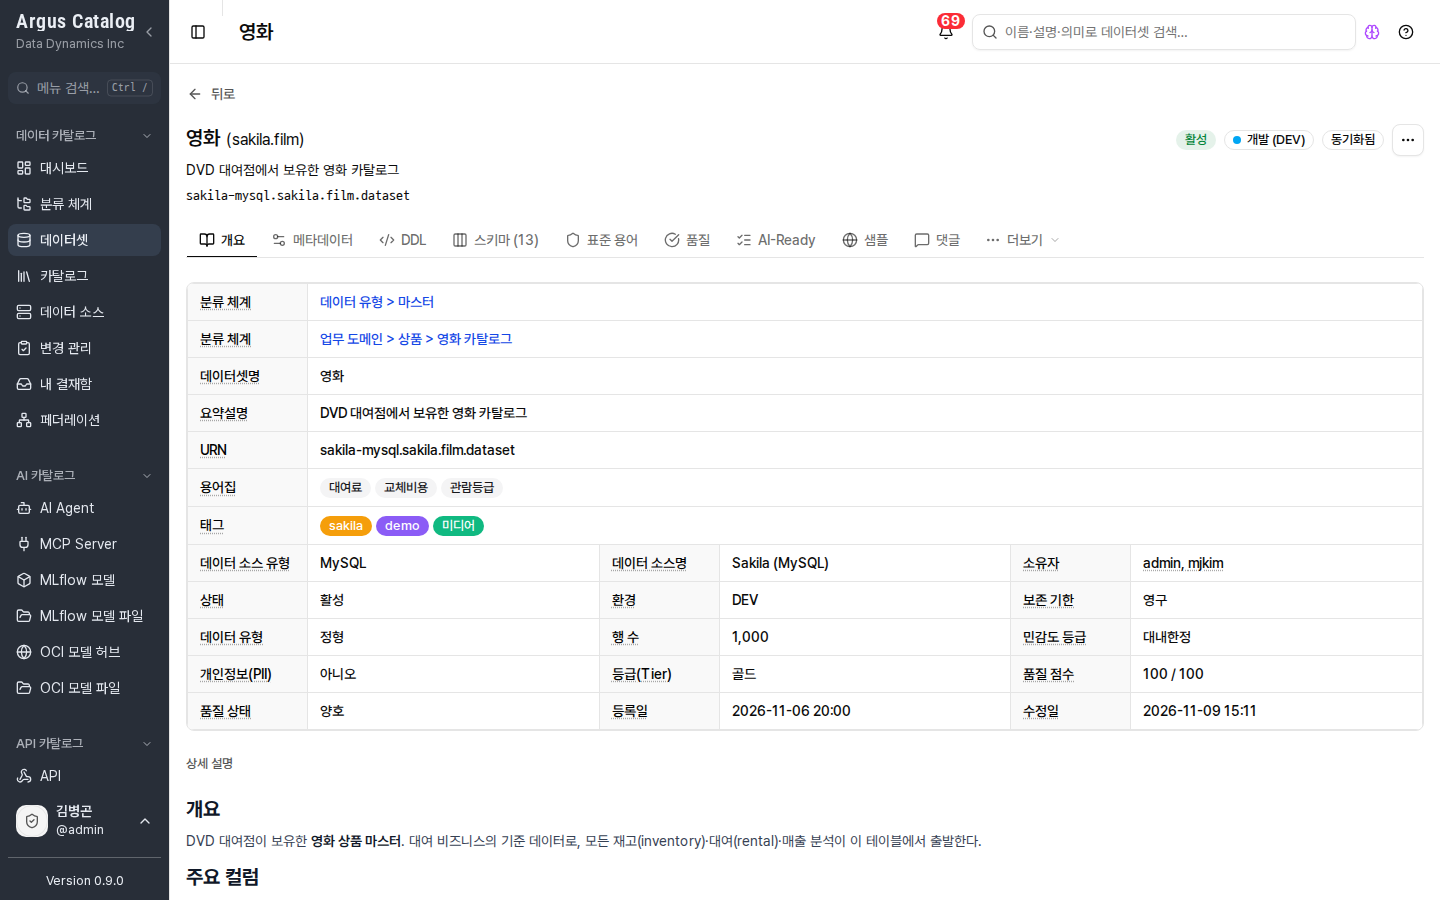 Argus Catalog
Data Dynamics Inc
메뉴 검색... Ctrl /
데이터 카탈로그
대시보드
분류 체계
데이터셋
카탈로그
데이터 소스
변경 관리
내 결재함
페더레이션
AI 카탈로그
AI Agent
MCP Server
MLflow 모델
MLflow 모델 파일
OCI 모델 허브
OCI 모델 파일
API 카탈로그
API
김병곤
@admin
Version 0.9.0
영화
69
이름·설명·의미로 데이터셋 검색...
뒤로
영화 (sakila.film)
활성 개발 (DEV) 동기화됨
DVD 대여점에서 보유한 영화 카탈로그
sakila-mysql.sakila.film.dataset
개요 메타데이터 DDL 스키마 (13) 표준 용어 품질 AI-Ready 샘플 댓글 더보기
분류 체계 데이터 유형 > 마스터
분류 체계 업무 도메인 > 상품 > 영화 카탈로그
데이터셋명 영화
요약설명 DVD 대여점에서 보유한 영화 카탈로그
URN sakila-mysql.sakila.film.dataset
용어집 대여료 교체비용 관람등급
태그 sakila demo 미디어
데이터 소스 유형 MySQL 데이터 소스명 Sakila (MySQL) 소유자 admin, mjkim
상태 활성 환경 DEV 보존 기한 영구
데이터 유형 정형 행 수 1,000 민감도 등급 대내한정
개인정보(PII) 아니오 등급(Tier) 골드 품질 점수 100 / 100
품질 상태 양호 등록일 2026-11-06 20:00 수정일 2026-11-09 15:11
상세 설명
개요
DVD 대여점이 보유한 영화 상품 마스터. 대여 비즈니스의 기준 데이터로, 모든 재고(inventory)·대여(rental)·매출 분석이 이 테이블에서 출발한다.
주요 컬럼